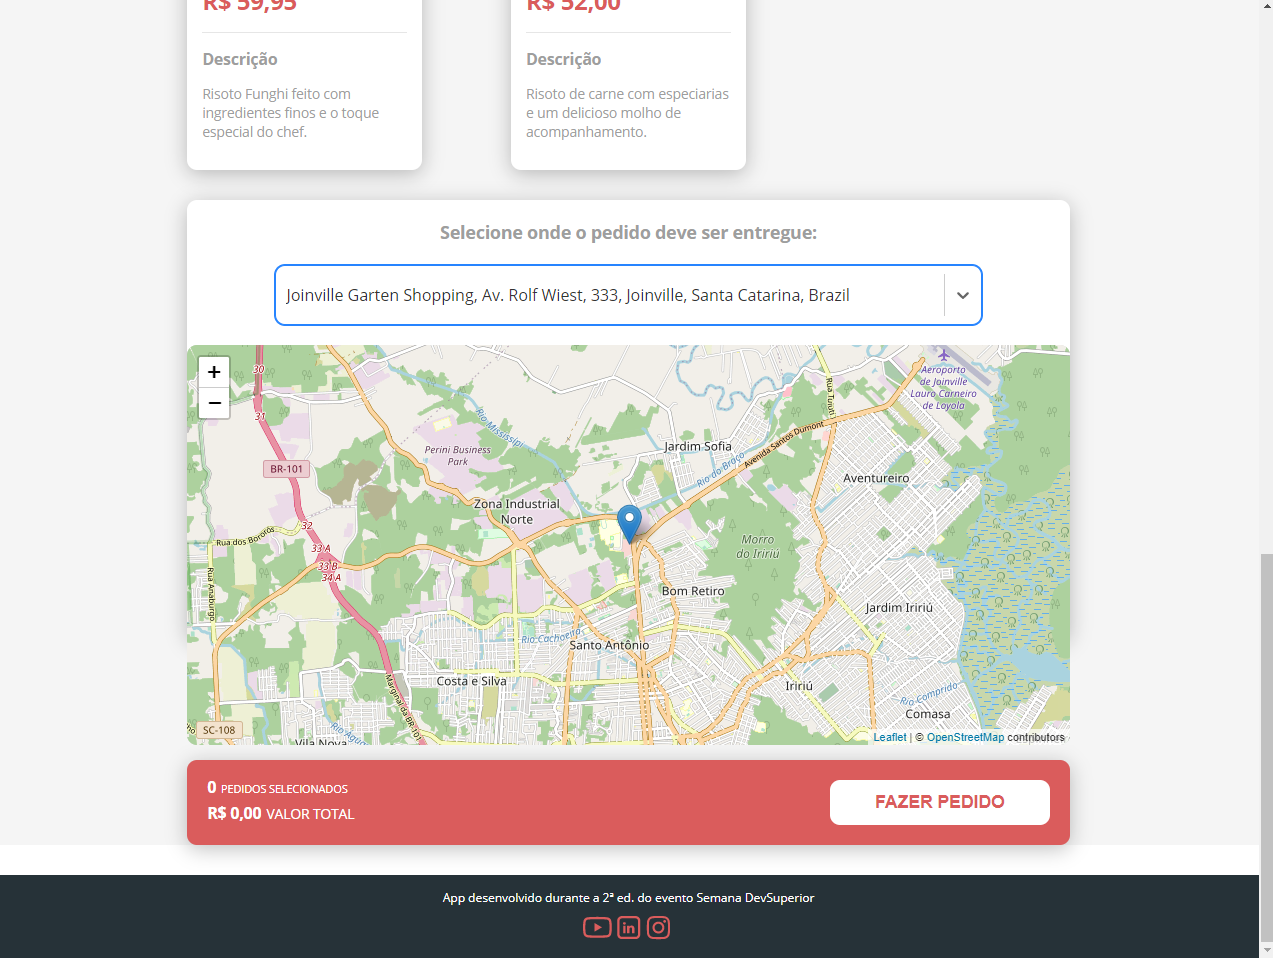 R$ 59,95
R$ 52,00
Descrição
Risoto Funghi feito com
ingredientes finos e o toque
especial do chef.
Descrição
Risoto de carne com especiarias
e um delicioso molho de
acompanhamento.
Selecione onde o pedido deve ser entregue:
Joinville Garten Shopping, Av. Rolf Wiest, 333, Joinville, Santa Catarina, Brazil
+
−
30
31
BR-101
32
33 A
33 B
34 A
Rua dos Bororós
Rua Anaburgo
Perini Business
Park
Rio Mississipi
Zona Industrial
Norte
Jardim Sofia
Rio do Braço
Avenida Santos Dumont
Rua Tuiuti
Aeroporto
de Joinville
Lauro Carneiro
de Loyola
Aventureiro
Morro
do Iririú
Bom Retiro
Jardim Iririú
Rio Cachoeira
Santo Antônio
Costa e Silva
Marginal da BR-101
Iririú
Rio Comprido
Comasa
SC-108
Vila Nova
Leaflet | © OpenStreetMap contributors
0 PEDIDOS SELECIONADOS
R$ 0,00 VALOR TOTAL
FAZER PEDIDO
App desenvolvido durante a 2ª ed. do evento Semana DevSuperior
in